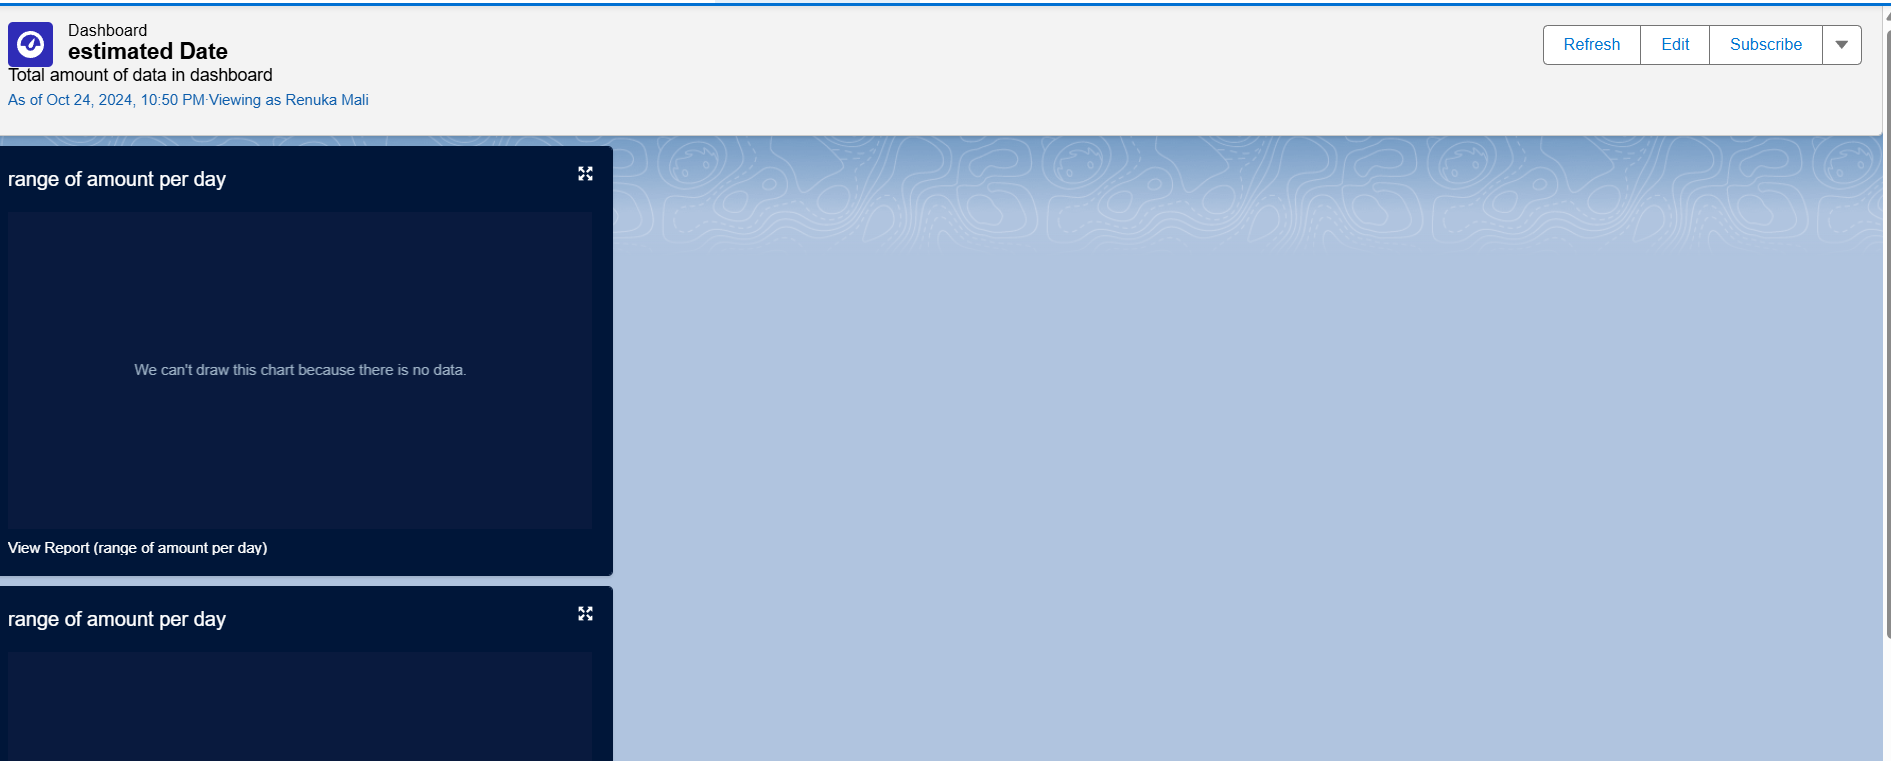 Dashboard
estimated Date
Total amount of data in dashboard
As of Oct 24, 2024, 10:50 PM·Viewing as Renuka Mali
Refresh
Edit
Subscribe
range of amount per day
We can't draw this chart because there is no data.
View Report (range of amount per day)
range of amount per day